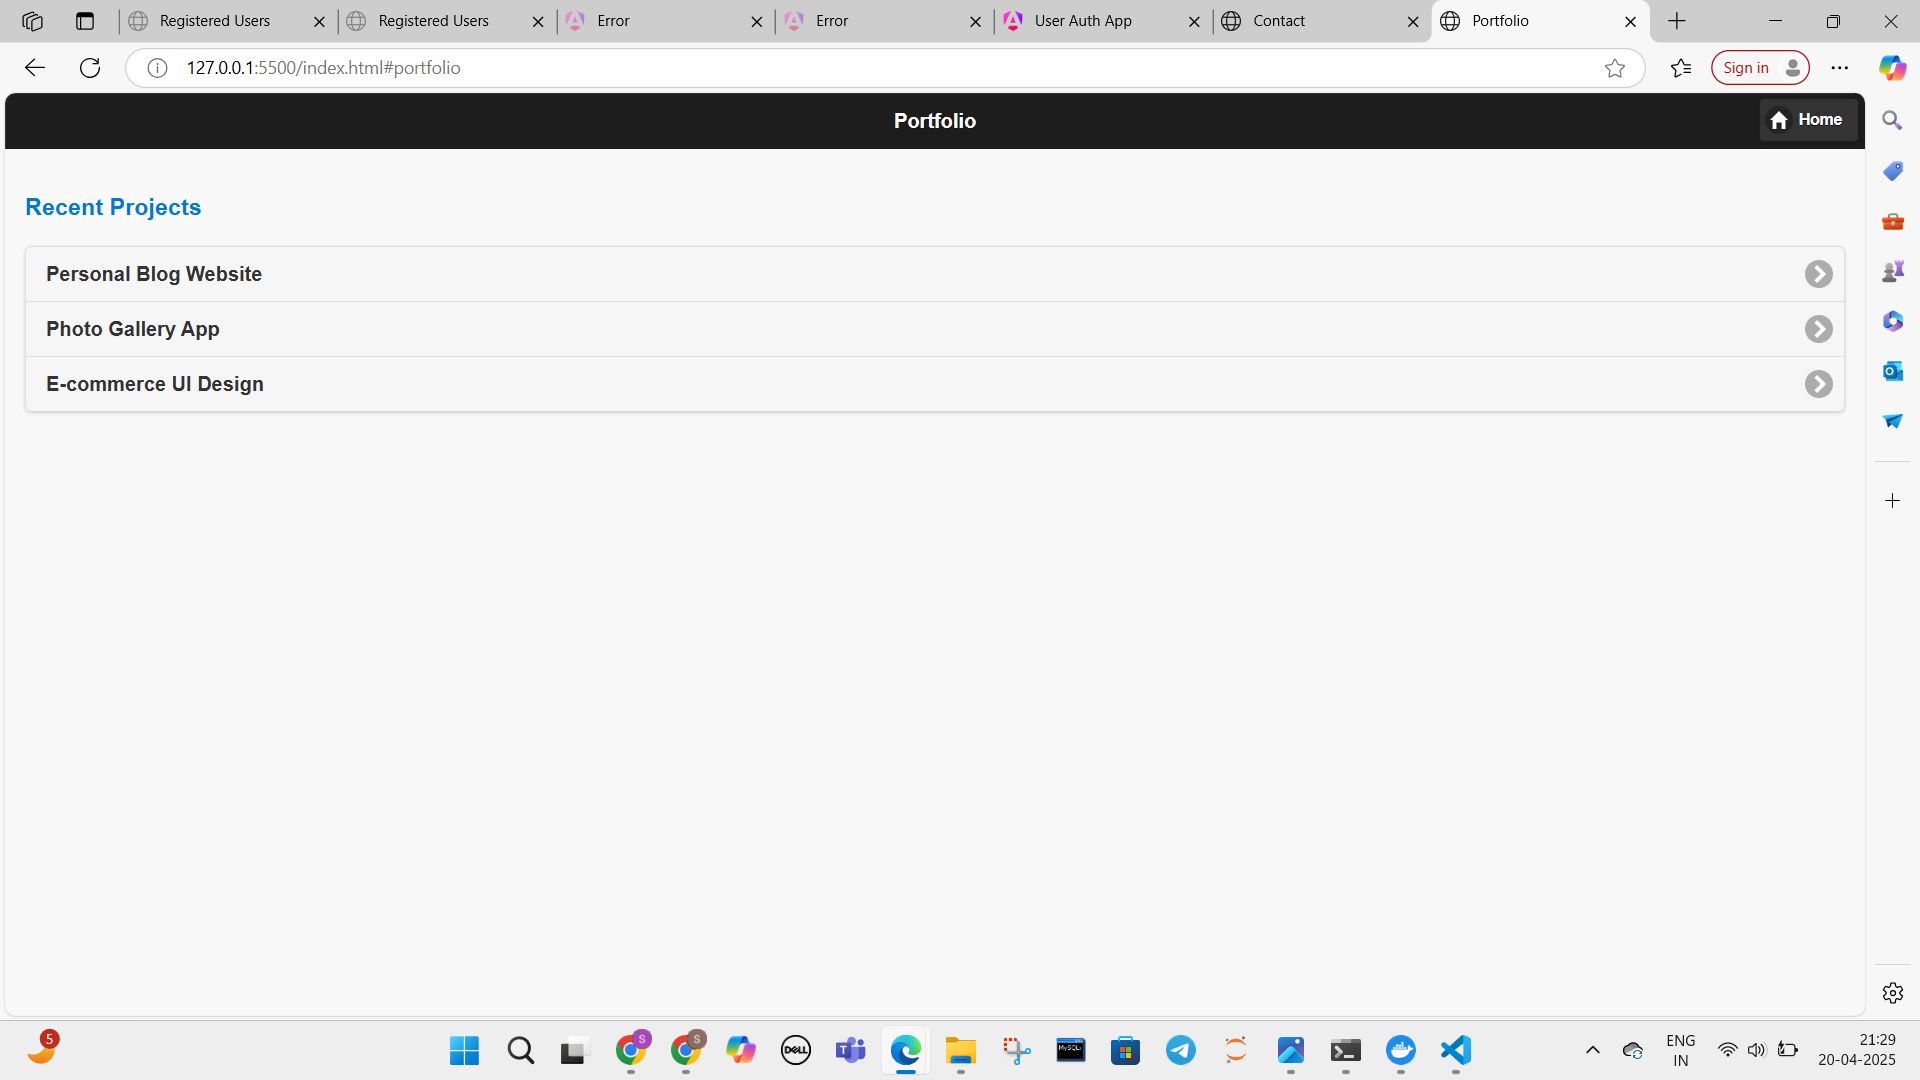 Registered Users
Registered Users
Error
Error
User Auth App
Contact
Portfolio
127.0.0.1:5500/index.html#portfolio
Sign in
Portfolio
Home
Recent Projects
Personal Blog Website
Photo Gallery App
E-commerce UI Design
5
S
S
DELL
MySQL
ENG
IN
21:29
20-04-2025